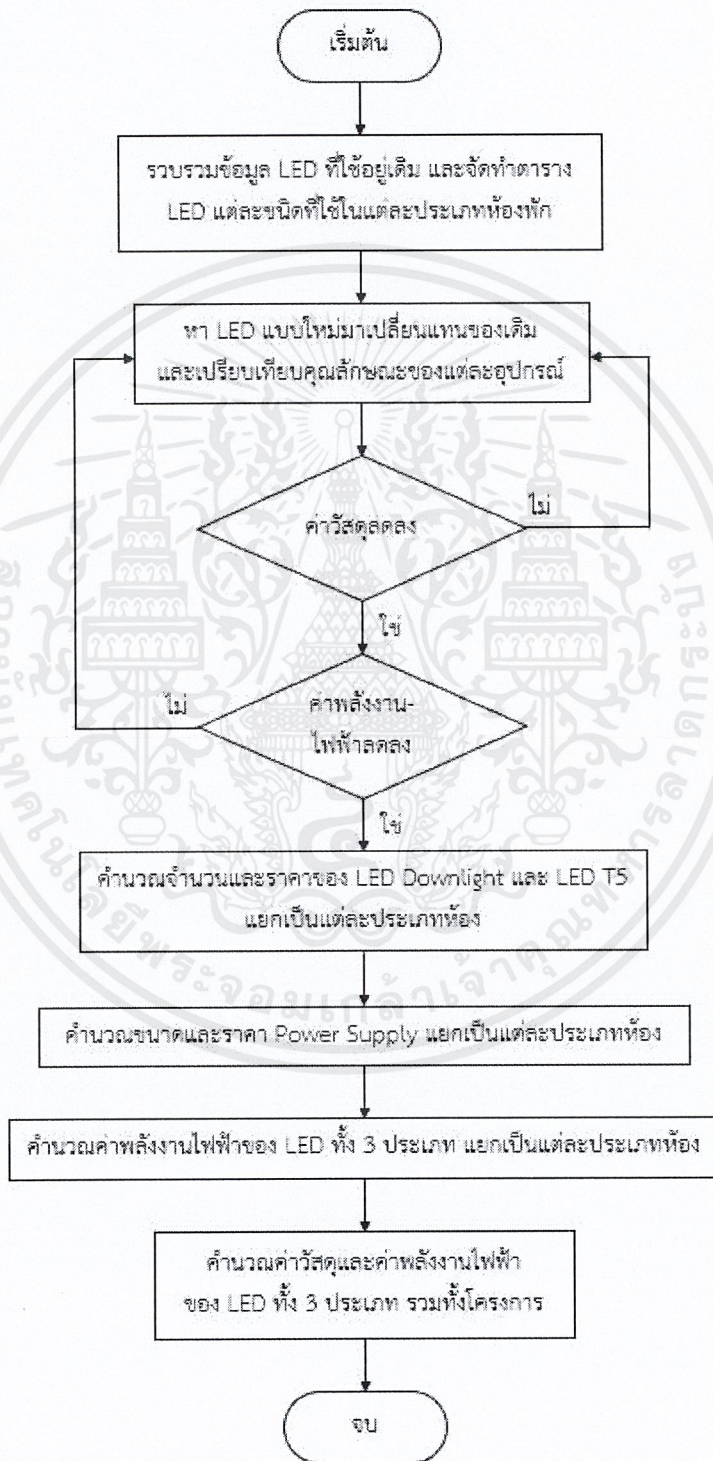 เริ่มต้น
รวบรวมข้อมูล LED ที่ใช้อยู่เดิม และจัดทำตาราง
LED แต่ละชนิดที่ใช้ในแต่ละประเภทห้องพัก
หา LED แบบใหม่มาเปลี่ยนแทนของเดิม
และเปรียบเทียบคุณลักษณะของแต่ละอุปกรณ์
ค่าวัสดุลดลง
ไม่
ใช่
ค่าพลังงาน-
ไฟฟ้าลดลง
ไม่
ใช่
คำนวณจำนวนและราคาของ LED Downlight และ LED T5
แยกเป็นแต่ละประเภทห้อง
คำนวณขนาดและราคา Power Supply แยกเป็นแต่ละประเภทห้อง
คำนวณค่าพลังงานไฟฟ้าของ LED ทั้ง 3 ประเภท แยกเป็นแต่ละประเภทห้อง
คำนวณค่าวัสดุและค่าพลังงานไฟฟ้า
ของ LED ทั้ง 3 ประเภท รวมทั้งโครงการ
จบ